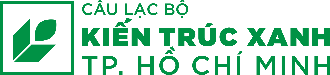 CÂU LẠC BỘ
KIẾN TRÚC XANH
TP. HỒ CHÍ MINH